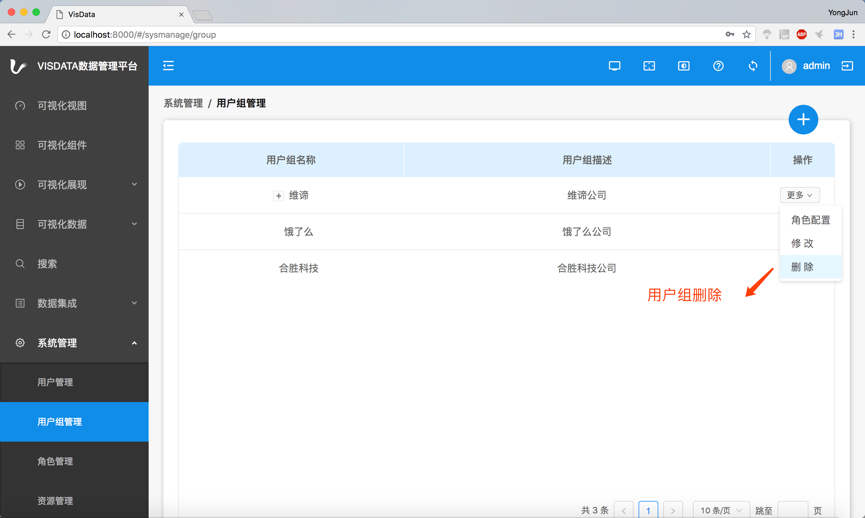 VisData
YongJun
localhost:8000/#/sysmanage/group
ABP
JH
VISDATA数据管理平台
admin
可视化视图
可视化组件
可视化展现
可视化数据
搜索
数据集成
系统管理
用户管理
用户组管理
角色管理
资源管理
系统管理 / 用户组管理
用户组名称 用户组描述 操作
维谛 维谛公司 更多
饿了么 饿了么公司
合胜科技 合胜科技公司
角色配置
修 改
删 除
用户组删除
共 3 条 1 10 条/页 跳至 页